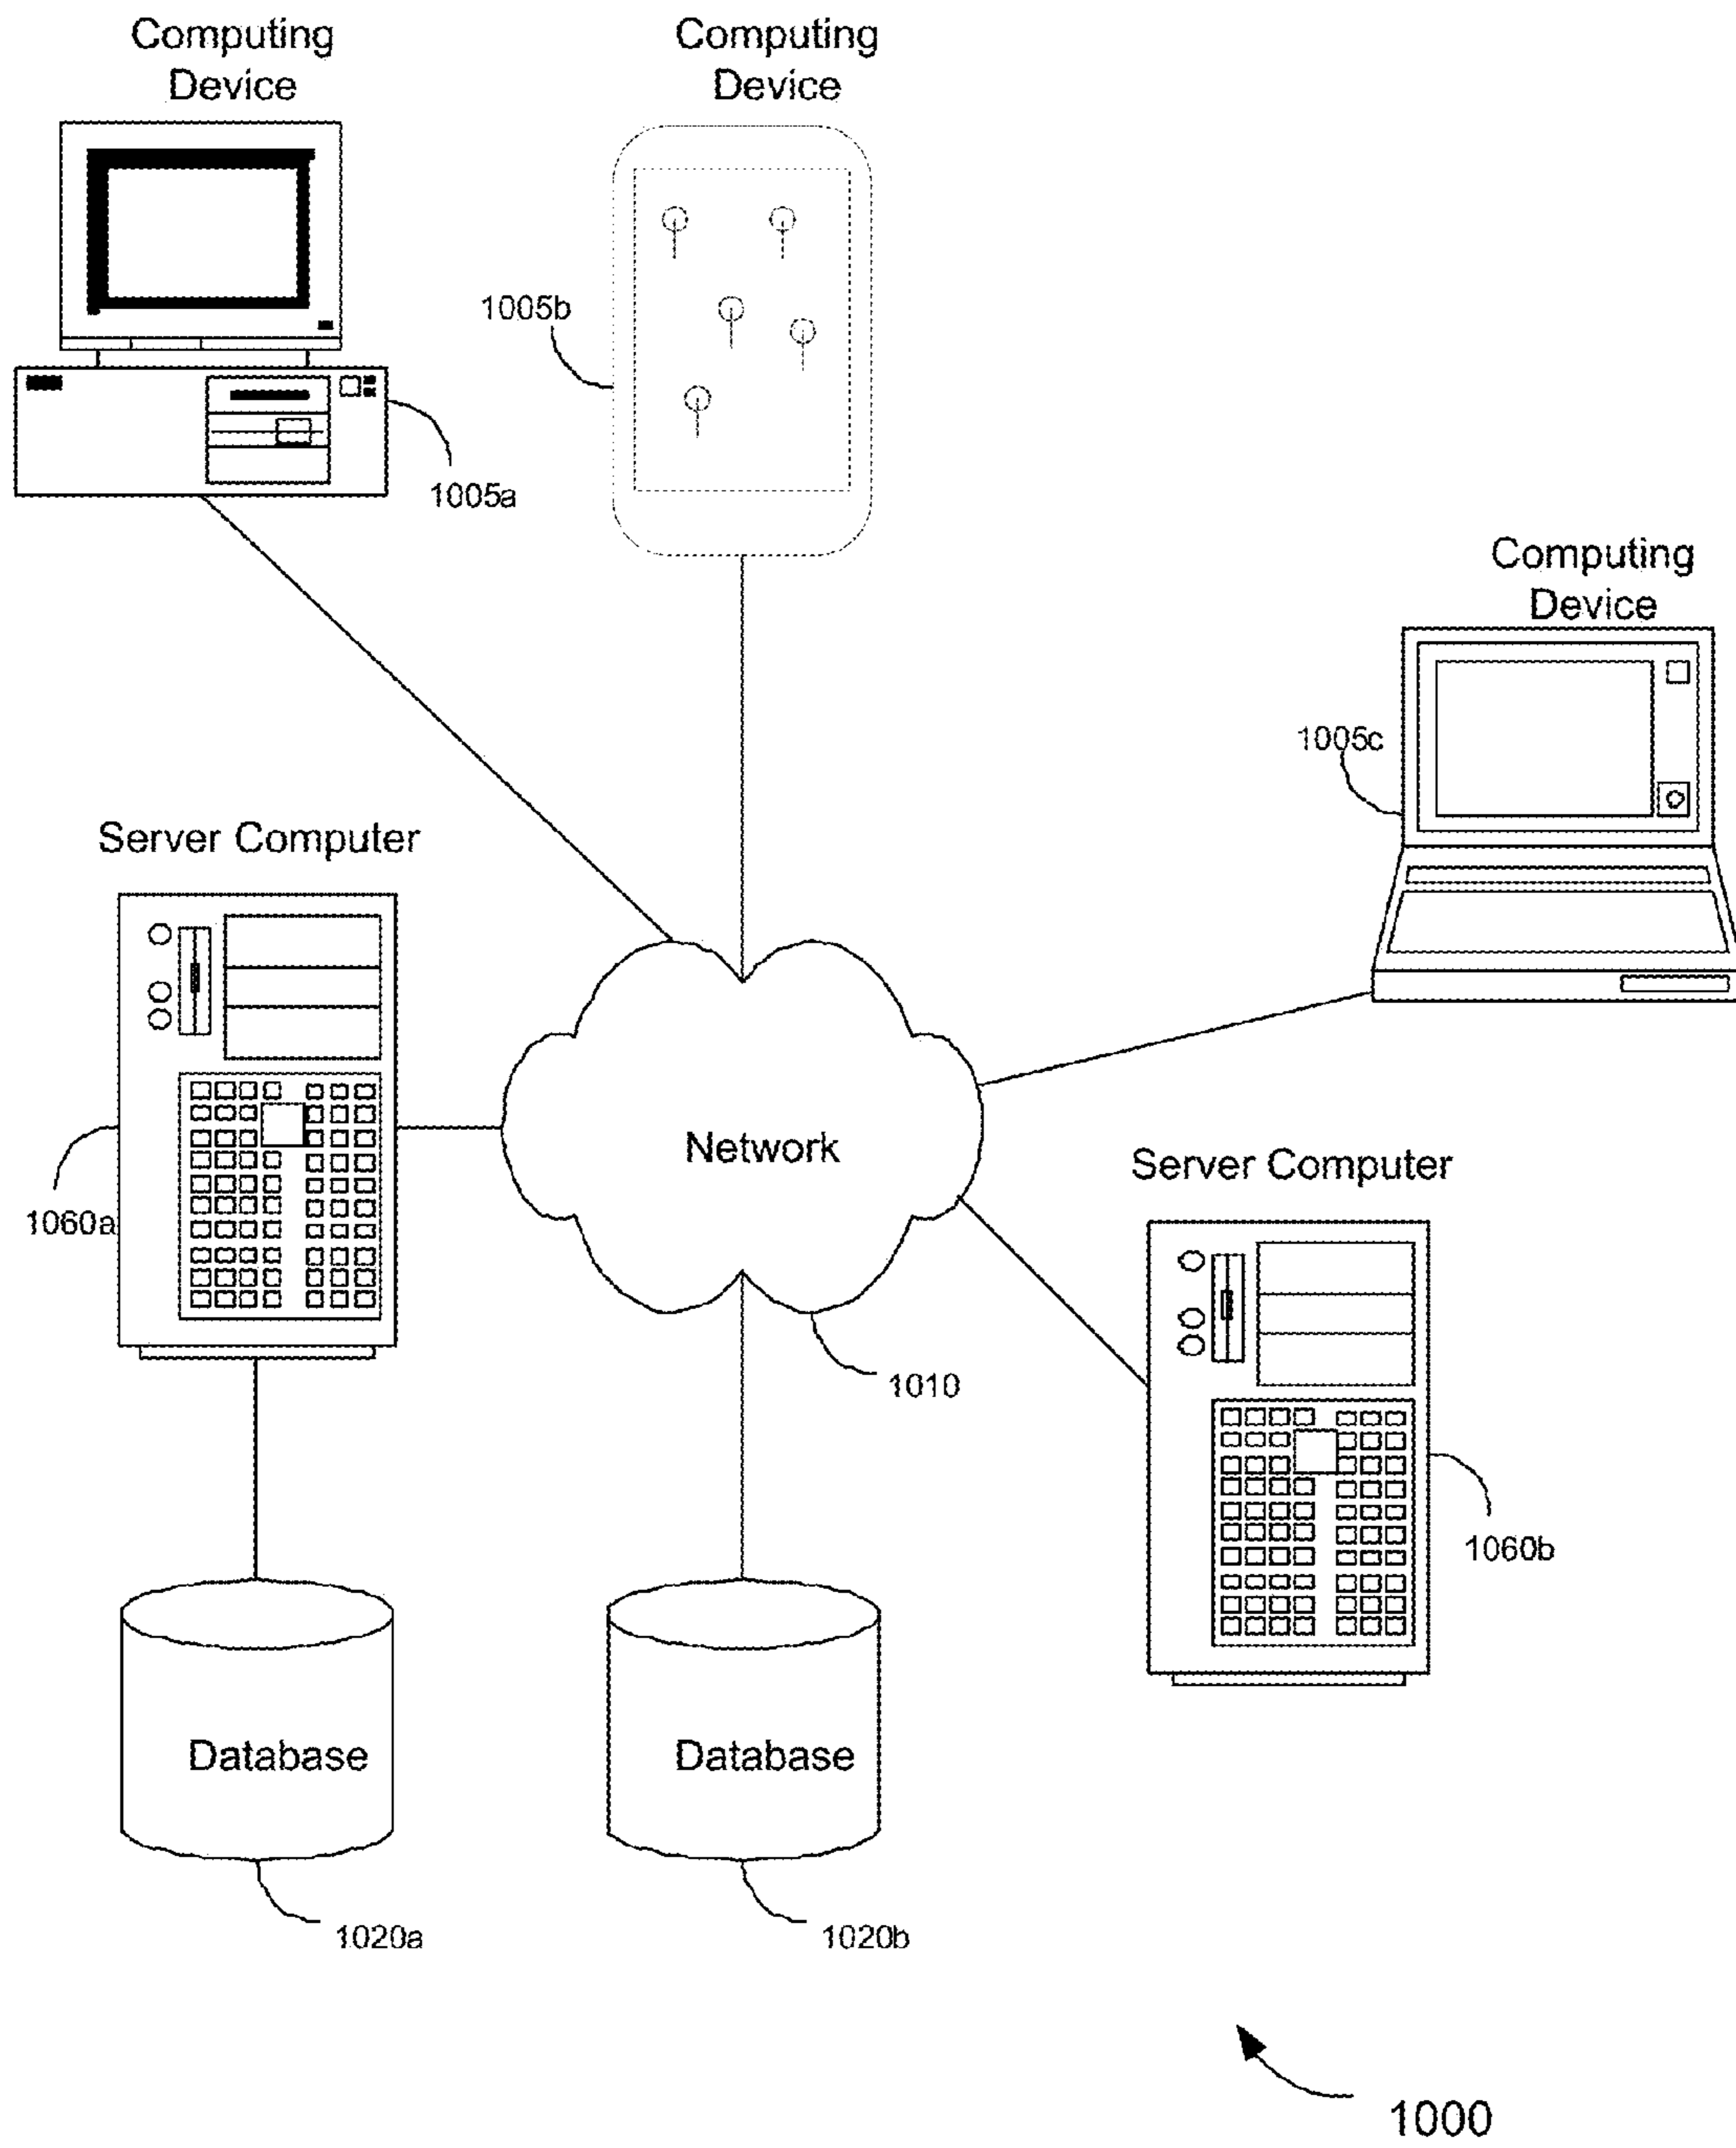 Computing
Device
Computing
Device
1005b
1005a
Computing
Device
1005c
Server Computer
Network
Server Computer
1060a
1010
1060b
Database
Database
1020a
1020b
1000